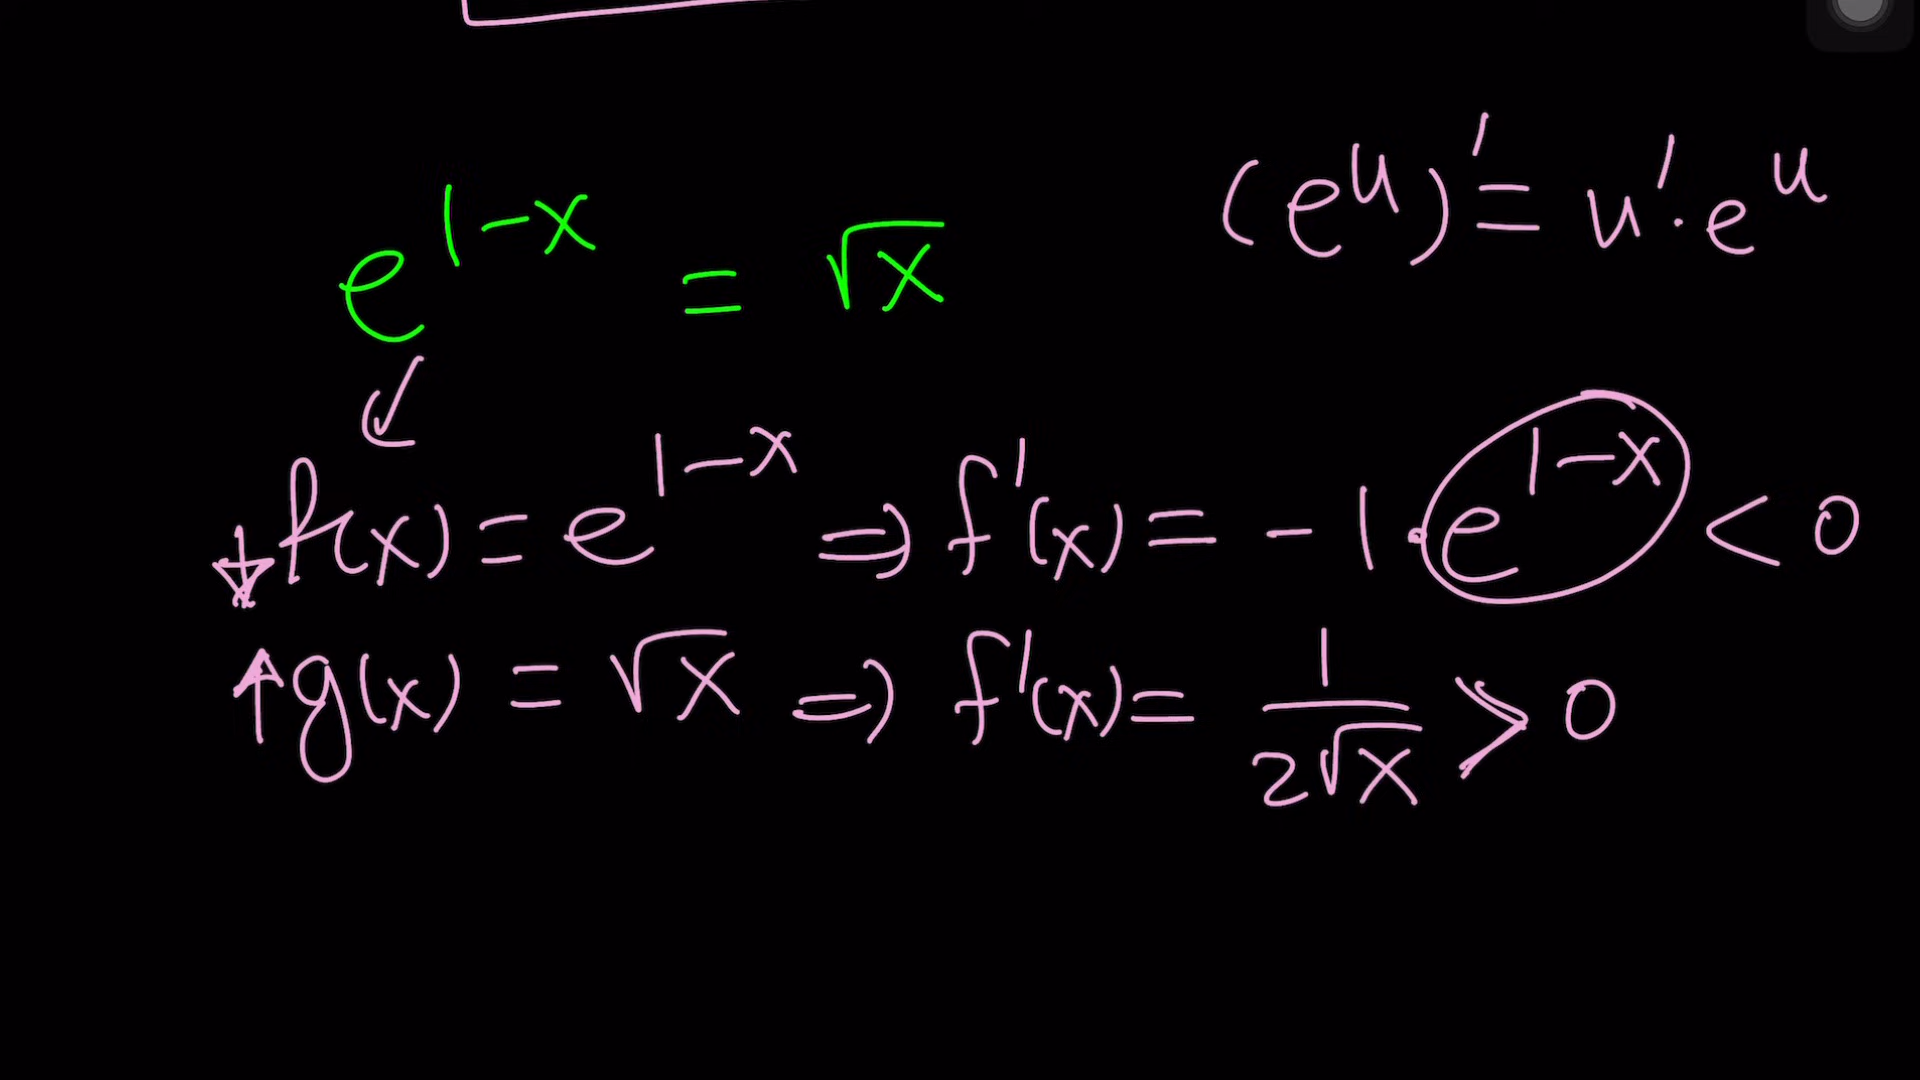 (e^u)' = u' · e^u
e^{1-x} = √x
f(x) = e^{1-x} ⇒ f'(x) = -1 · e^{1-x} < 0
g(x) = √x ⇒ f'(x) = 1/(2√x) > 0